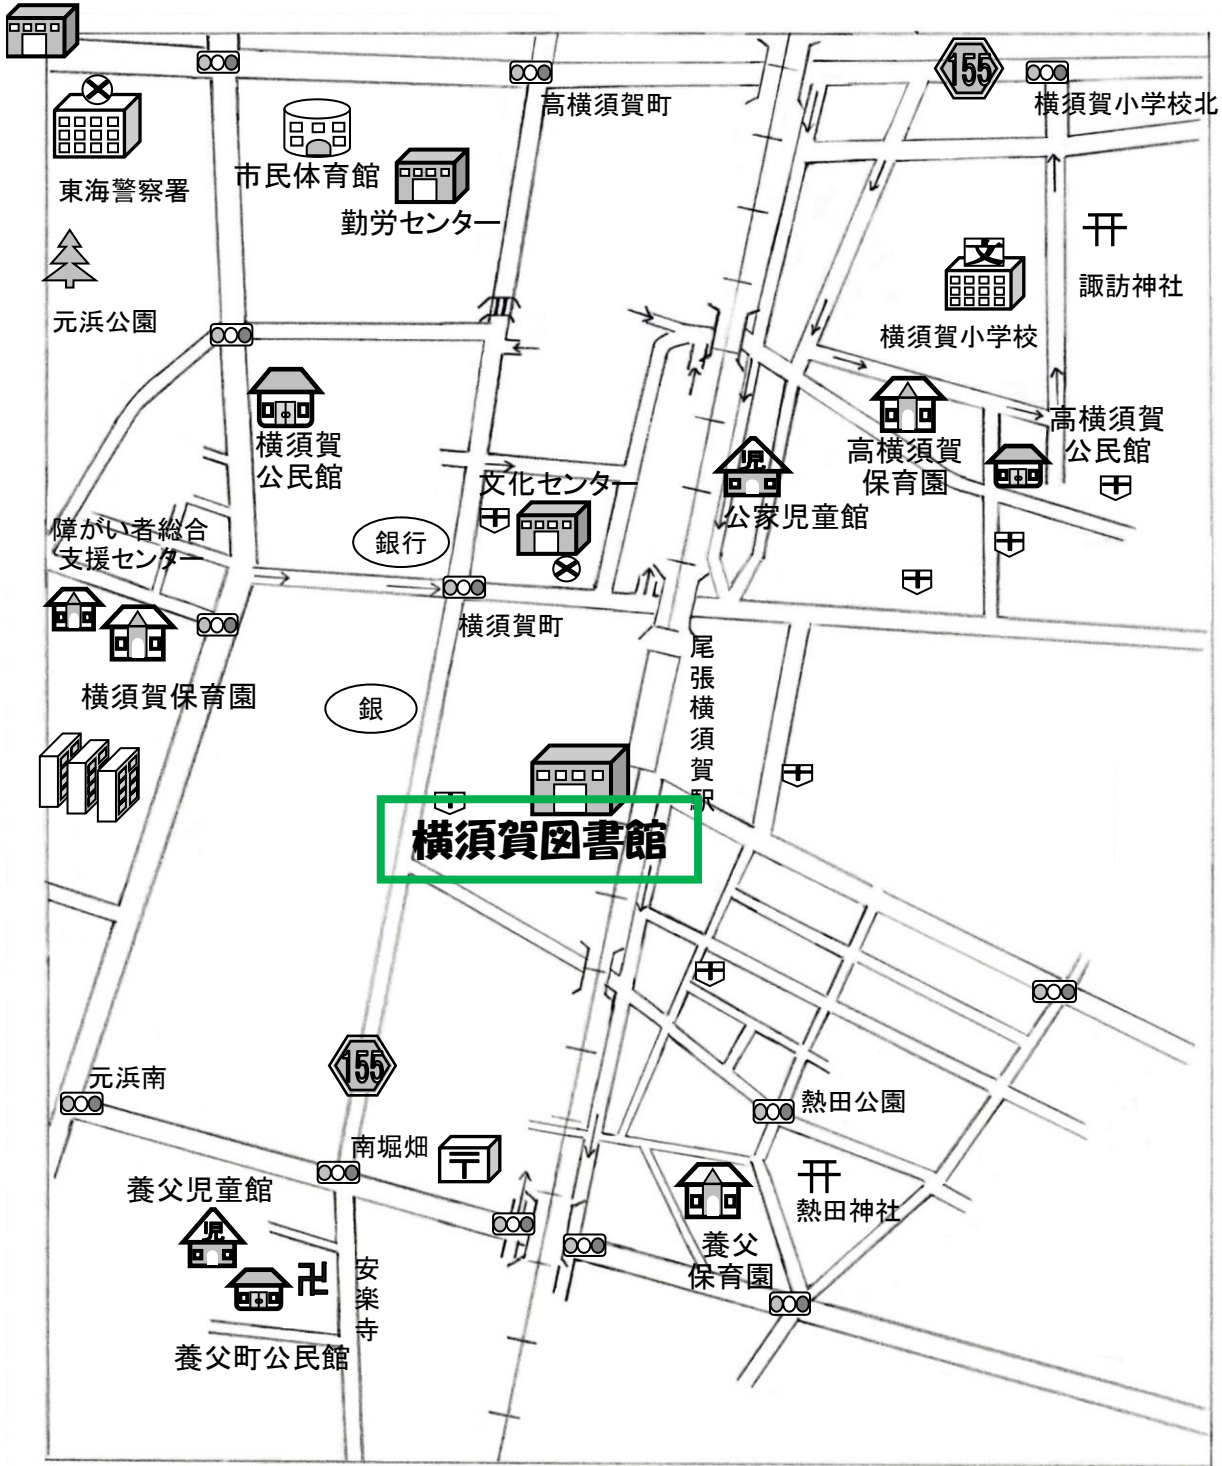 155
高横須賀町
横須賀小学校北
市民体育館
東海警察署
勤労センター
文
諏訪神社
元浜公園
横須賀小学校
横須賀
公民館
高横須賀
保育園
高横須賀
公民館
児
公家児童館
文化センター
障がい者総合
支援センター
銀行
横須賀町
尾張横須賀駅
横須賀保育園
銀
横須賀図書館
155
元浜南
熱田公園
南堀畑
〒
養父児童館
児
熱田神社
養父
保育園
卍
安楽寺
養父町公民館